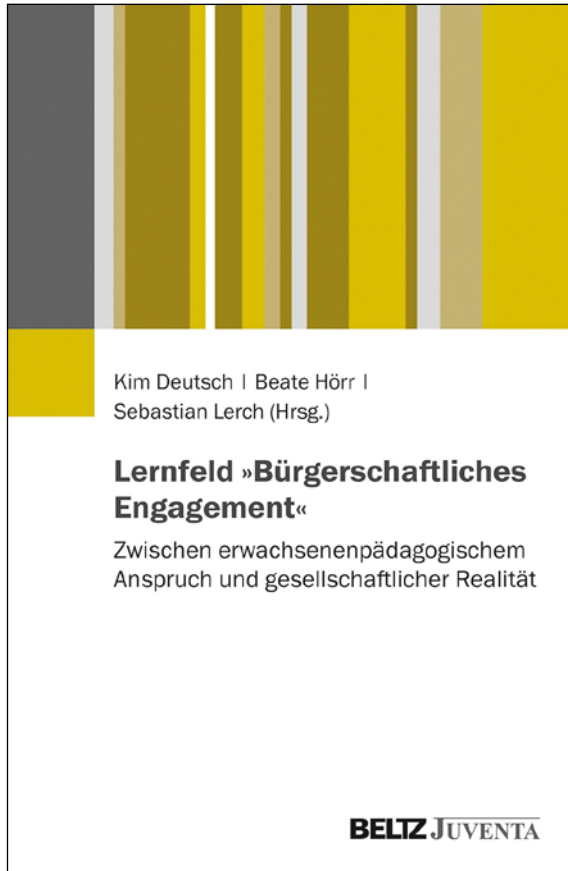 Kim Deutsch | Beate Hörr |
Sebastian Lerch (Hrsg.)
Lernfeld »Bürgerschaftliches
Engagement«
Zwischen erwachsenenpädagogischem
Anspruch und gesellschaftlicher Realität
BELTZ JUVENTA